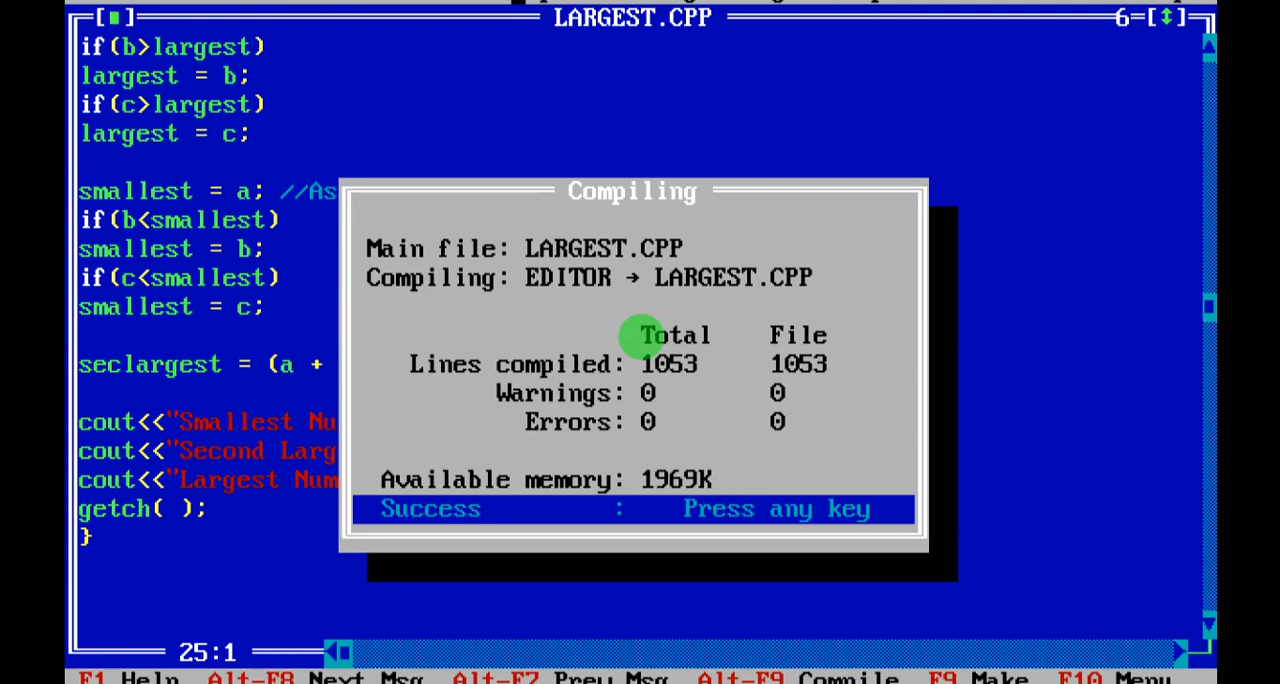 LARGEST.CPP 6
if(b>largest)
largest = b;
if(c>largest)
largest = c;
smallest = a; //As
if(b<smallest)
smallest = b;
if(c<smallest)
smallest = c;
seclargest = (a +
cout<<"Smallest Nu
cout<<"Second Larg
cout<<"Largest Num
getch( );
}
Compiling
Main file: LARGEST.CPP
Compiling: EDITOR → LARGEST.CPP
Total File
Lines compiled: 1053 1053
Warnings: 0 0
Errors: 0 0
Available memory: 1969K
Success : Press any key
25:1
F1 Help Alt-F8 Next Msg Alt-F7 Prev Msg Alt-F9 Compile F9 Make F10 Menu